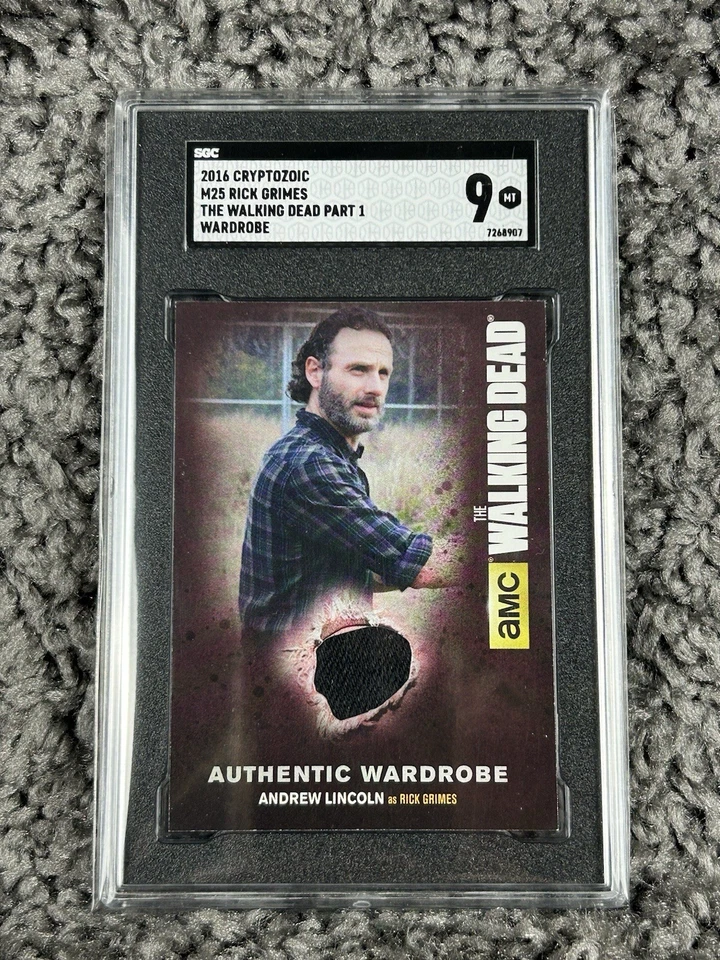 SGC
2016 CRYPTOZOIC
M25 RICK GRIMES
THE WALKING DEAD PART 1
WARDROBE
9 MT
7268907
aMC® THE WALKING DEAD®
AUTHENTIC WARDROBE
ANDREW LINCOLN as RICK GRIMES